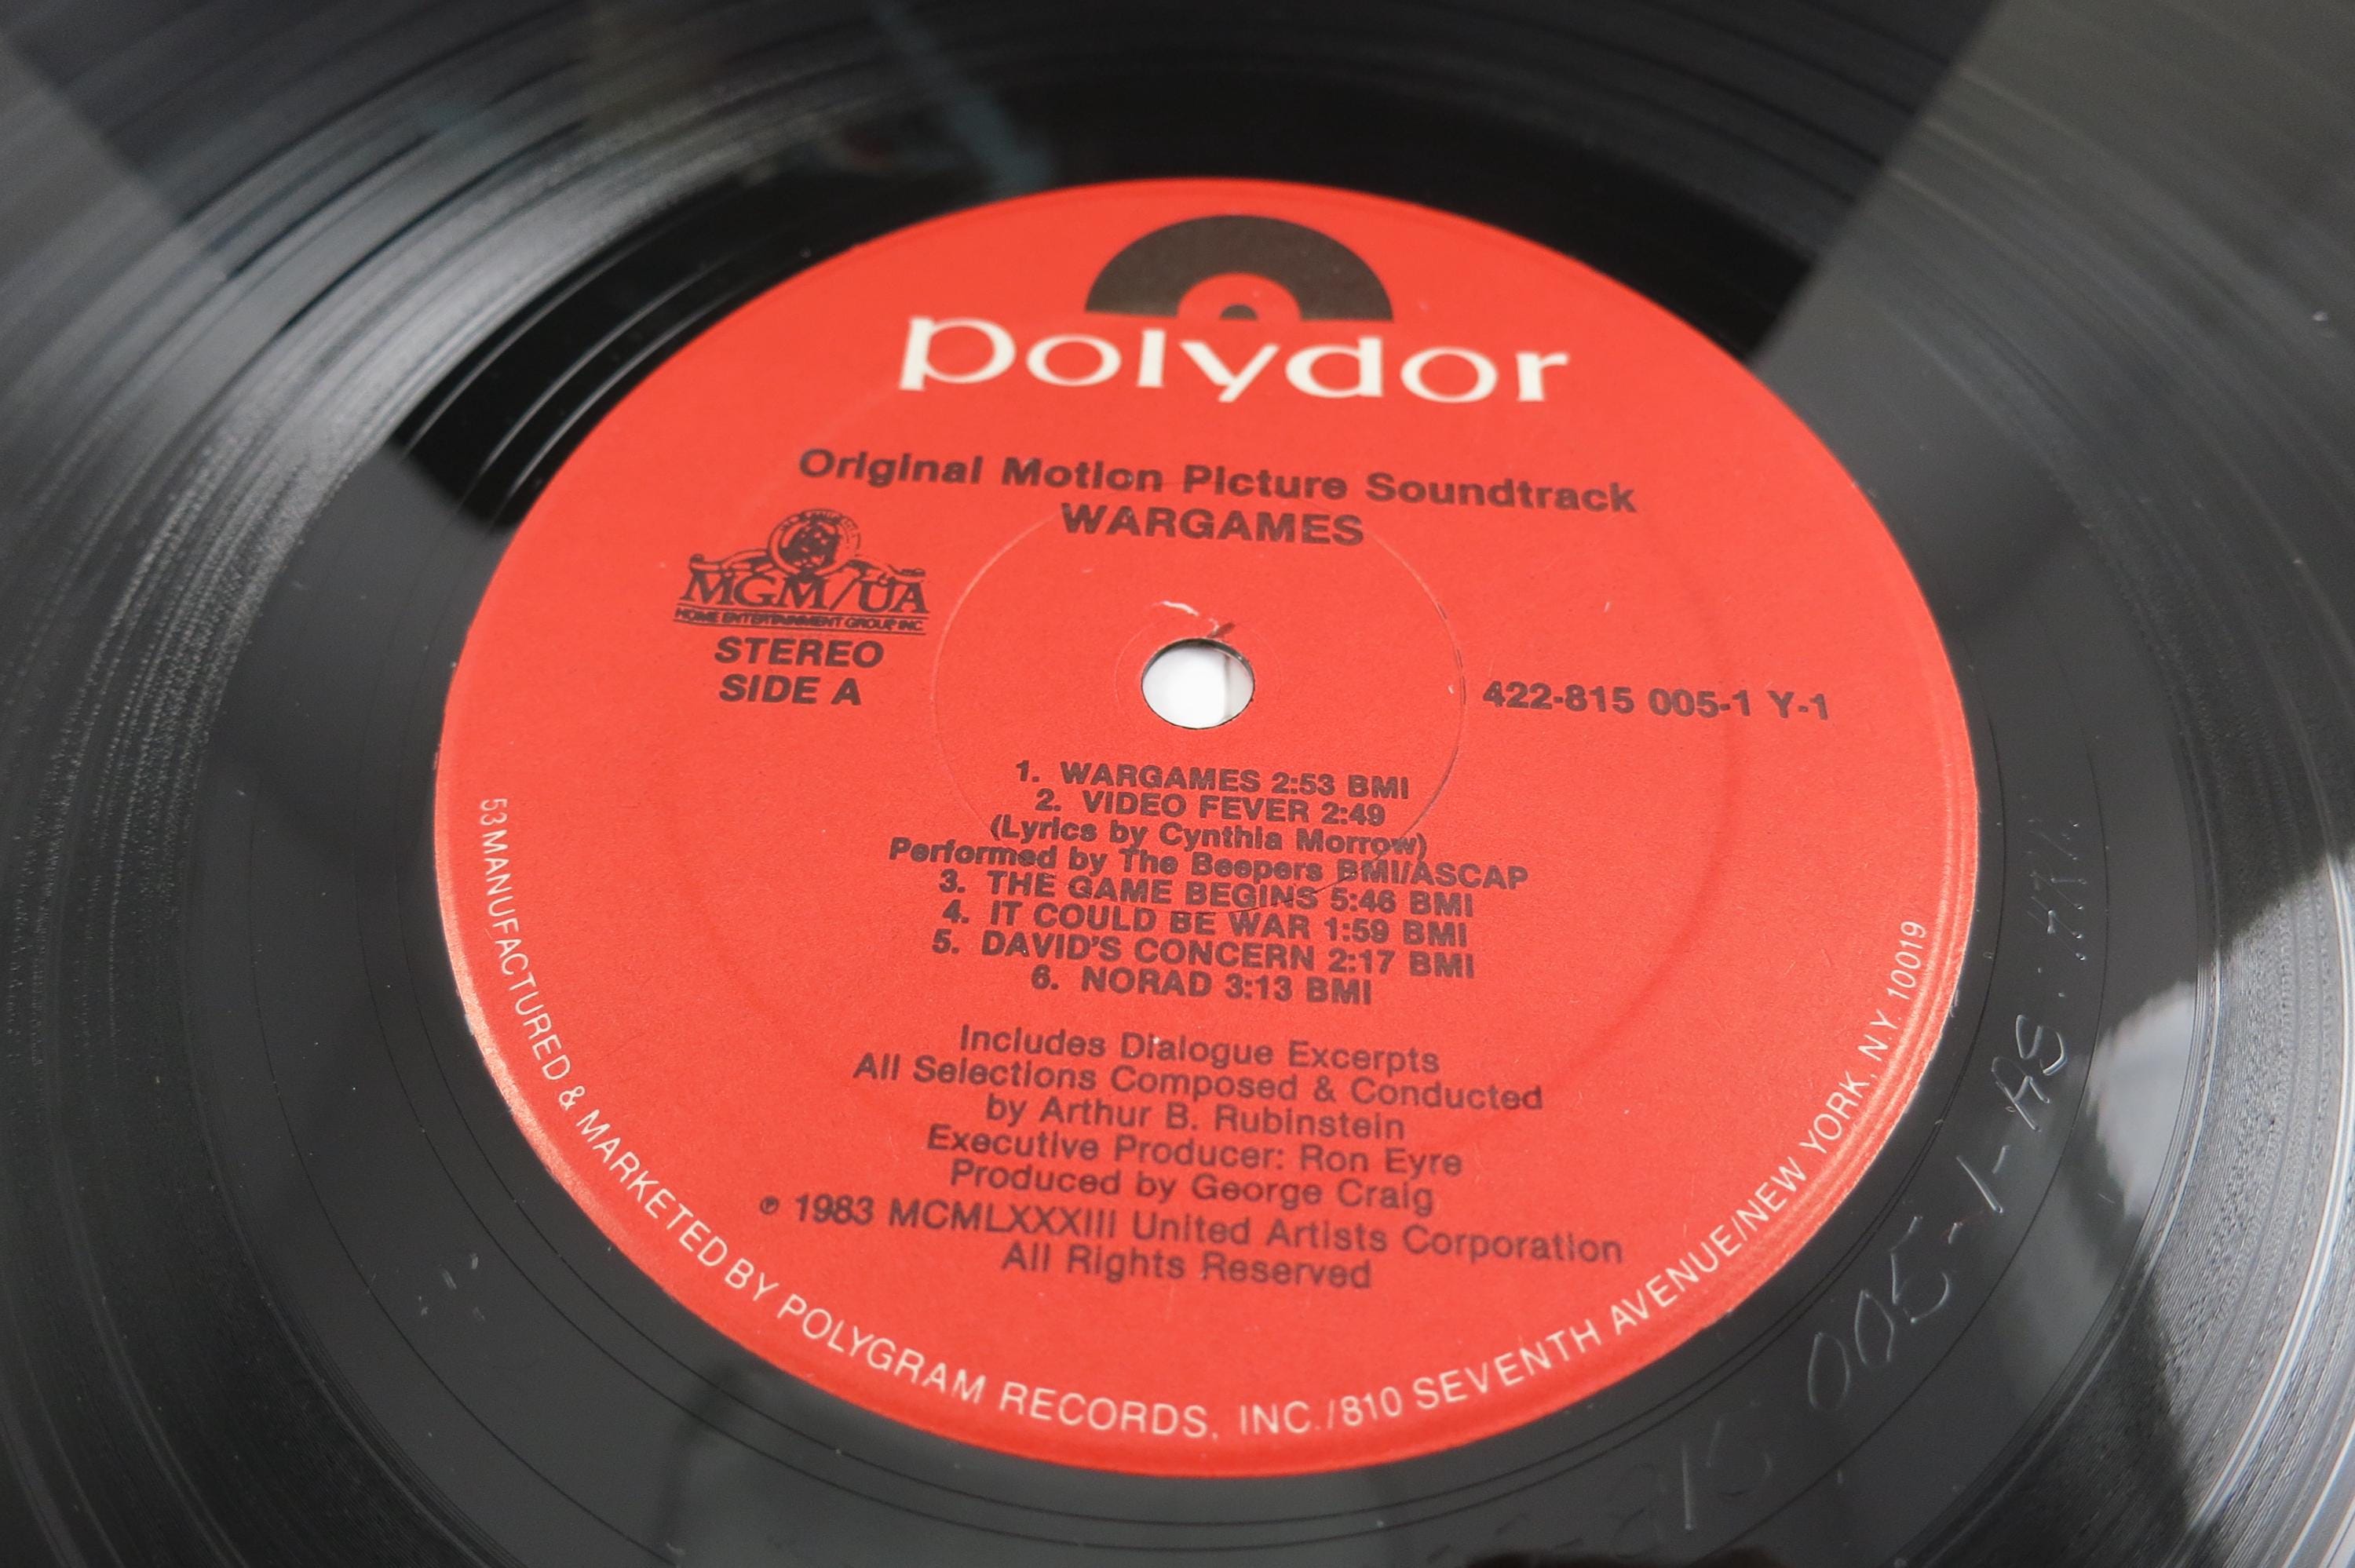 polydor
Original Motion Picture Soundtrack
WARGAMES
MGM/UA
HOME ENTERTAINMENT GROUP INC.
STEREO
SIDE A
422-815 005-1 Y-1
1. WARGAMES 2:53 BMI
2. VIDEO FEVER 2:49
(Lyrics by Cynthia Morrow)
Performed by The Beepers BMI/ASCAP
3. THE GAME BEGINS 5:46 BMI
4. IT COULD BE WAR 1:59 BMI
5. DAVID'S CONCERN 2:17 BMI
6. NORAD 3:13 BMI
Includes Dialogue Excerpts
All Selections Composed & Conducted
by Arthur B. Rubinstein
Executive Producer: Ron Eyre
Produced by George Craig
℗ 1983 MCMLXXXIII United Artists Corporation
All Rights Reserved
53 MANUFACTURED & MARKETED BY POLYGRAM RECORDS, INC./810 SEVENTH AVENUE/NEW YORK, N.Y. 10019
005-1-AS